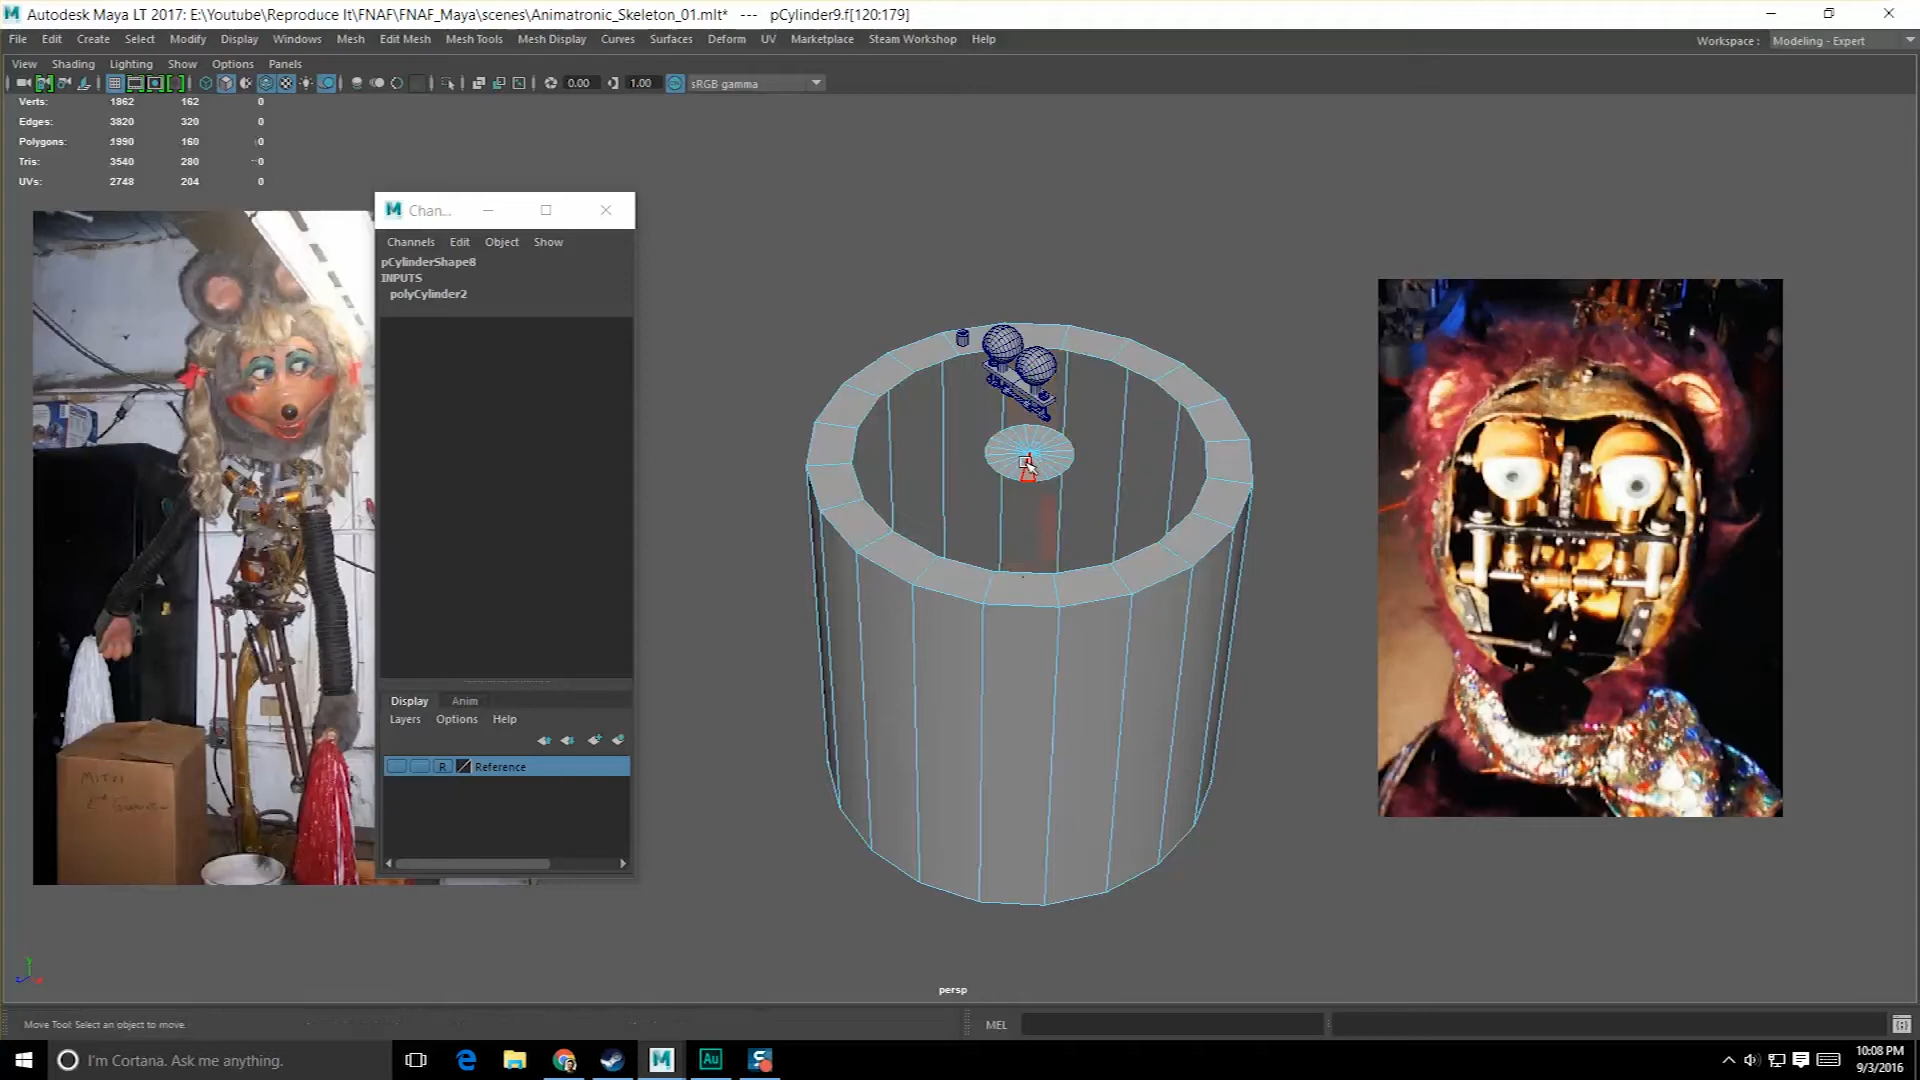 Autodesk Maya LT 2017: E:\Youtube\Reproduce It\FNAF\FNAF_Maya\scenes\Animatronic_Skeleton_01.mlt* --- pCylinder9.f[120:179]
File Edit Create Select Modify Display Windows Mesh Edit Mesh Mesh Tools Mesh Display Curves Surfaces Deform UV Marketplace Steam Workshop Help Workspace : Modeling - Expert
View Shading Lighting Show Options Panels
0.00 1.00 sRGB gamma
Verts: 1862 162 0
Edges: 3820 320 0
Polygons: 1990 160 0
Tris: 3540 280 0
UVs: 2748 204 0
M Chan...
Channels Edit Object Show
pCylinderShape8
INPUTS
polyCylinder2
Display Anim
Layers Options Help
R Reference
MITZI
persp
Move Tool: Select an object to move. MEL
I'm Cortana. Ask me anything.
M Au S
10:08 PM
9/3/2016